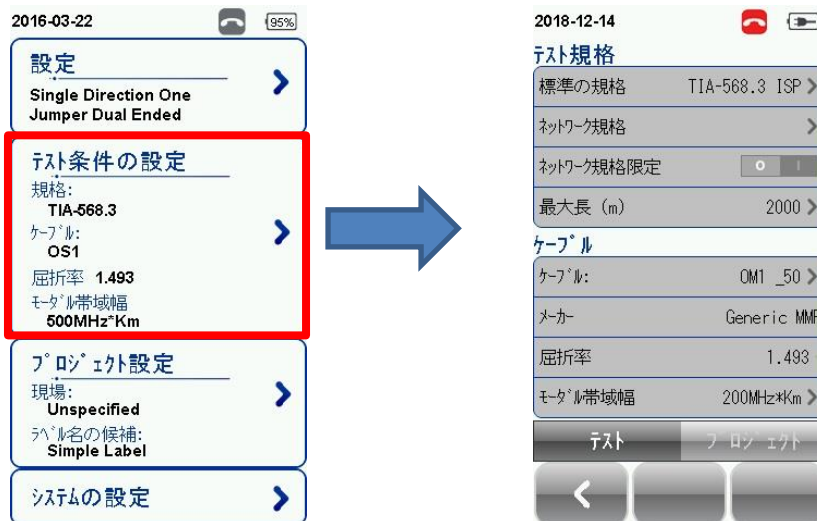 2016-03-22
95%
設定
Single Direction One
Jumper Dual Ended
ﾃｽﾄ条件の設定
規格:
TIA-568.3
ｹｰﾌﾞﾙ:
OS1
屈折率 1.493
ﾓｰﾀﾞﾙ帯域幅
500MHz*Km
ﾌﾟﾛｼﾞｪｸﾄ設定
現場:
Unspecified
ﾗﾍﾞﾙ名の候補:
Simple Label
ｼｽﾃﾑの設定
2018-12-14
ﾃｽﾄ規格
標準の規格 TIA-568.3 ISP
ﾈｯﾄﾜｰｸ規格
ﾈｯﾄﾜｰｸ規格限定 O I
最大長 (m) 2000
ｹｰﾌﾞﾙ
ｹｰﾌﾞﾙ: OM1 _50
ﾒｰｶｰ Generic MMF
屈折率 1.493
ﾓｰﾀﾞﾙ帯域幅 200MHz*Km
ﾃｽﾄ ﾌﾟﾛｼﾞｪｸﾄ